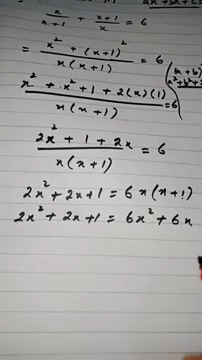 x/(x+1) + (x+1)/x = 6
= (x² + (x+1)²)/(x(x+1)) = 6
(x² + x² + 1 + 2(x)(1))/(x(x+1)) = 6
(2x² + 1 + 2x)/(x(x+1)) = 6
2x² + 2x + 1 = 6x(x+1)
2x² + 2x + 1 = 6x² + 6x